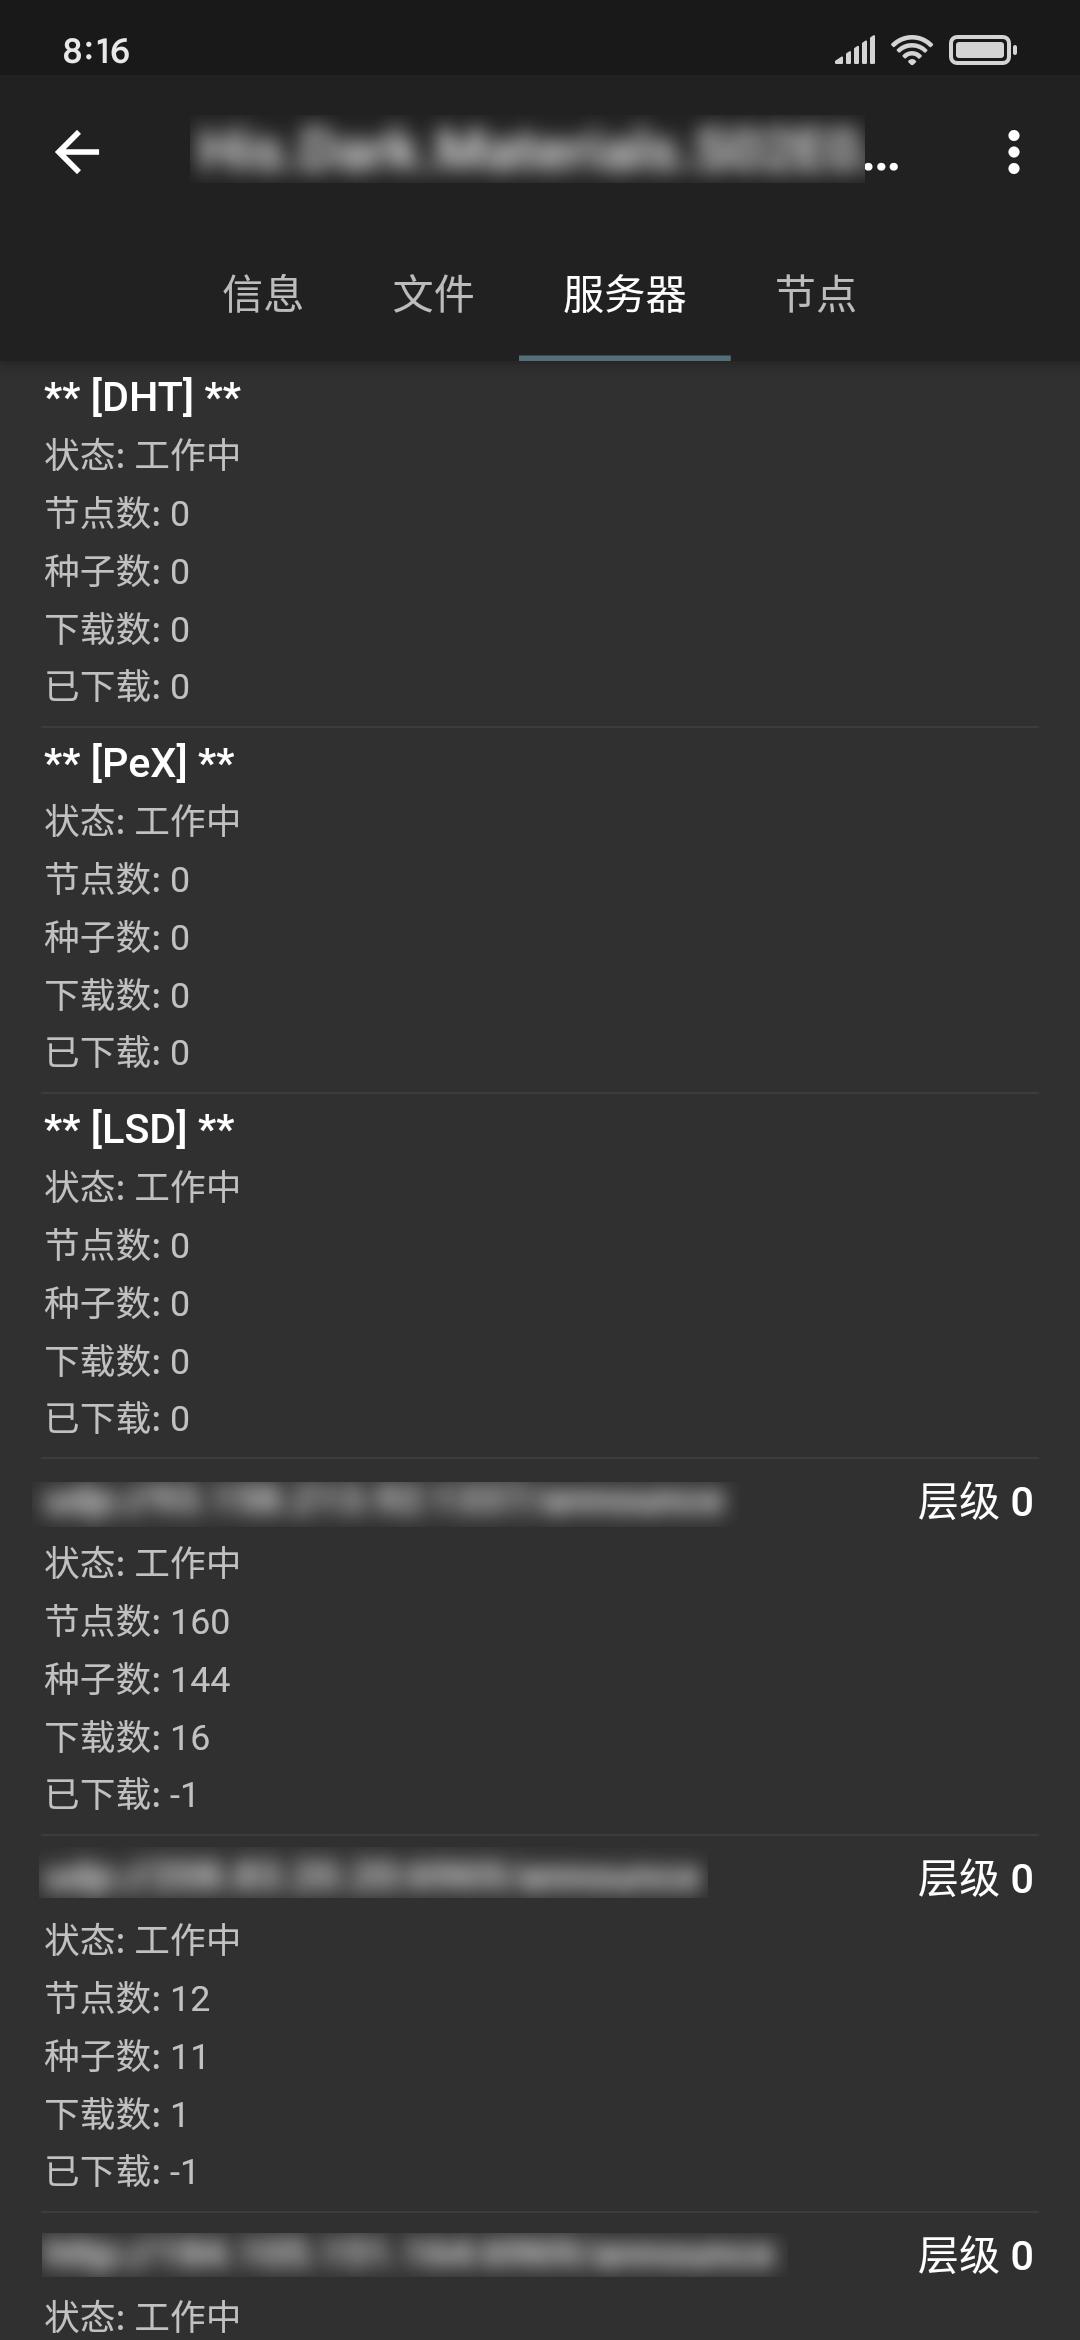 8:16
...
信息 文件 服务器 节点
** [DHT] **
状态: 工作中
节点数: 0
种子数: 0
下载数: 0
已下载: 0
** [PeX] **
状态: 工作中
节点数: 0
种子数: 0
下载数: 0
已下载: 0
** [LSD] **
状态: 工作中
节点数: 0
种子数: 0
下载数: 0
已下载: 0
层级 0
状态: 工作中
节点数: 160
种子数: 144
下载数: 16
已下载: -1
层级 0
状态: 工作中
节点数: 12
种子数: 11
下载数: 1
已下载: -1
层级 0
状态: 工作中